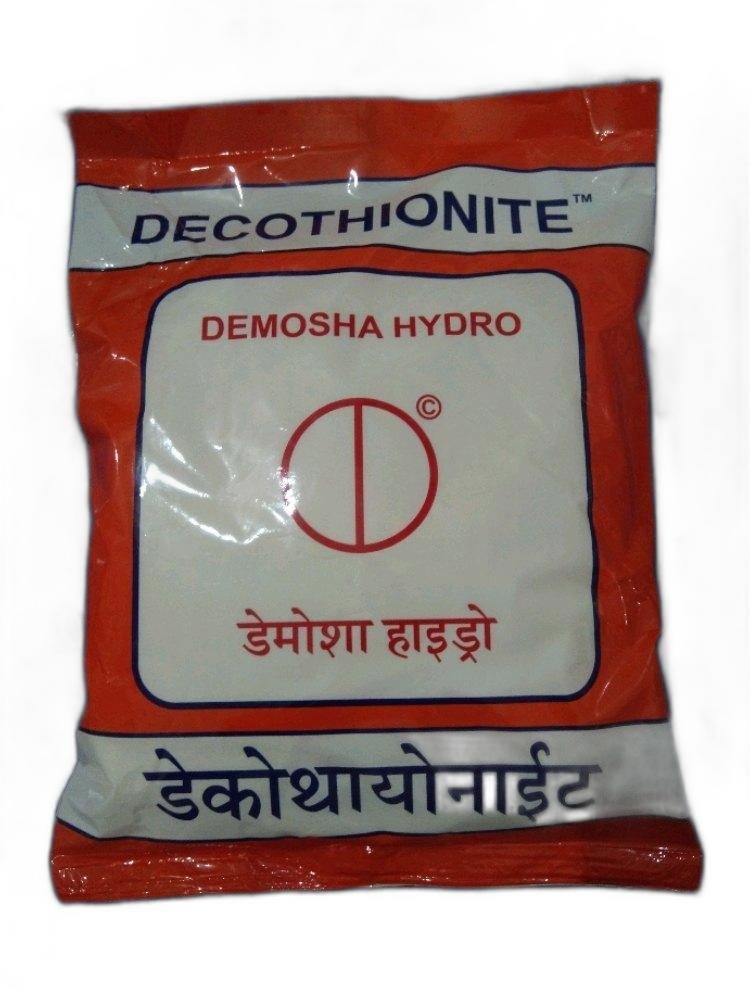 DECOTHIONITE™
DEMOSHA HYDRO
©
डेमोशा हाइड्रो
डेकोथायोनाईट